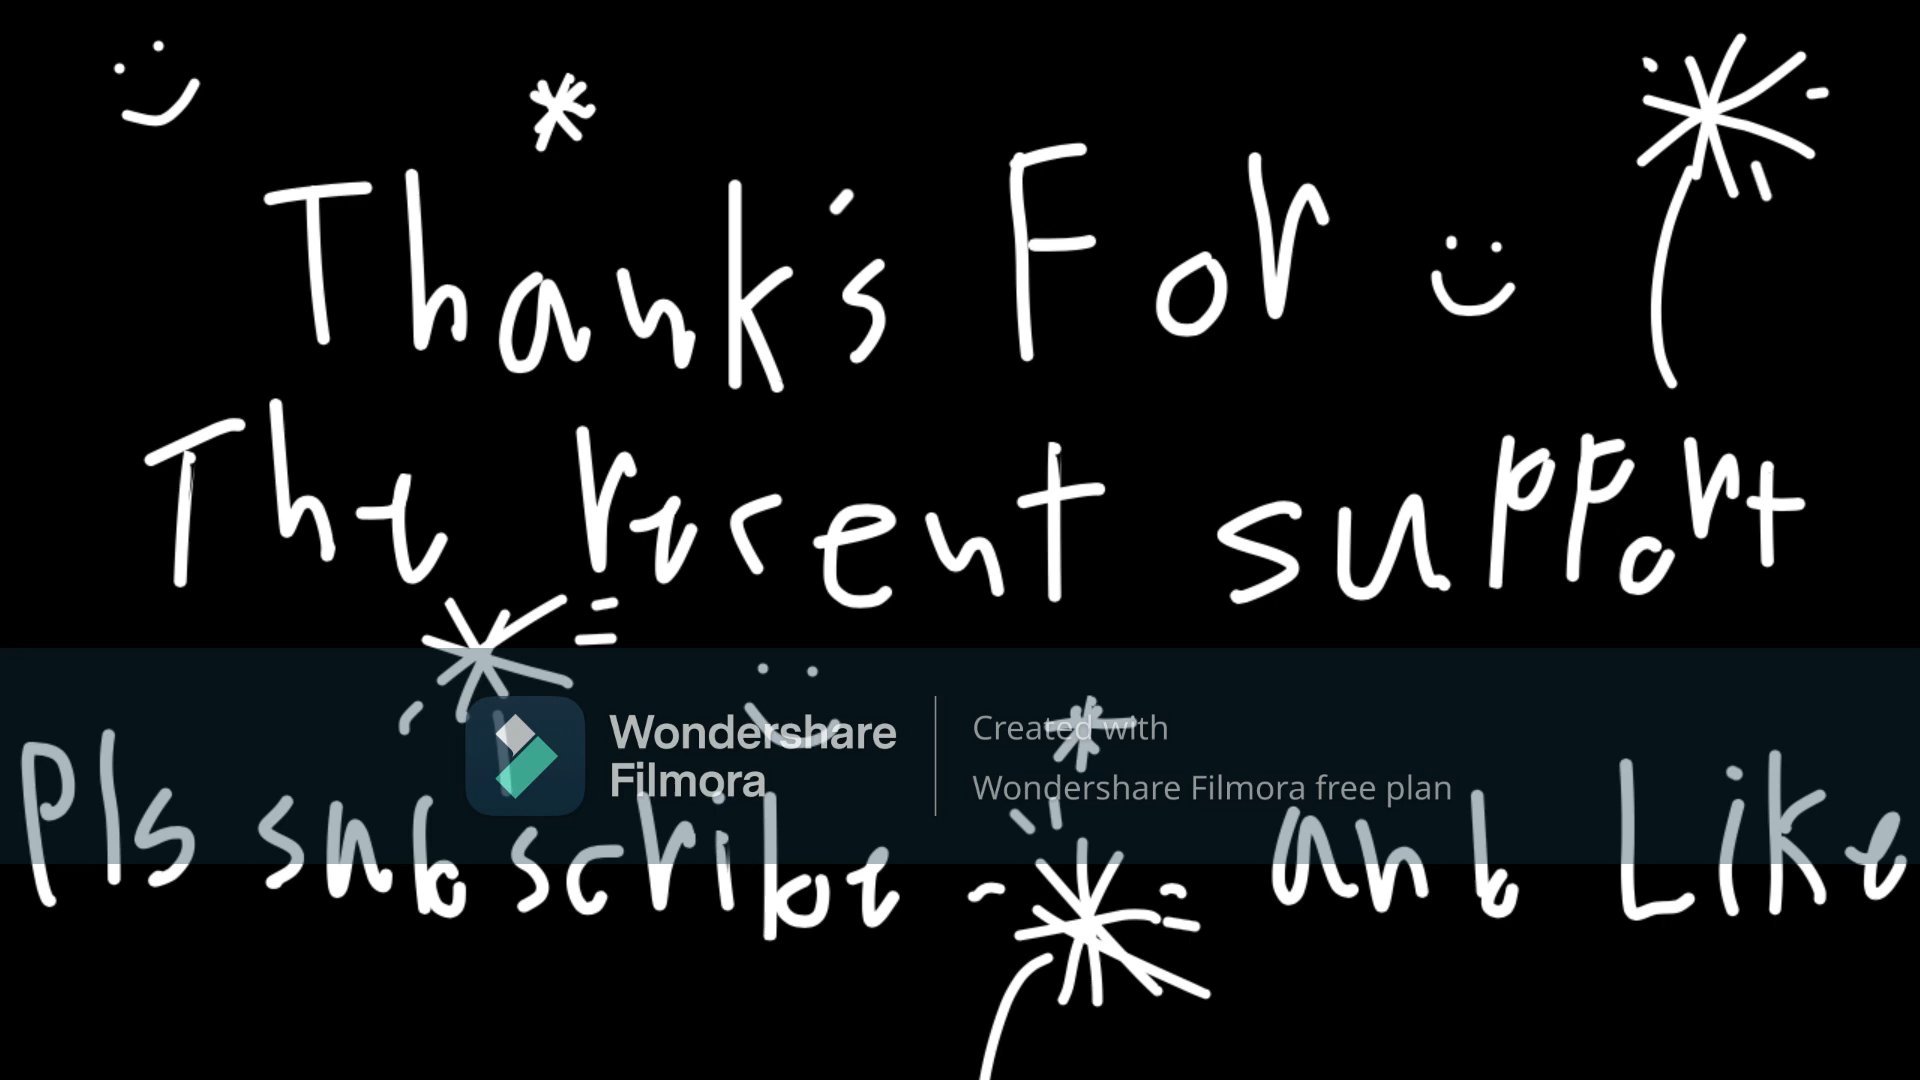 Thank's For
The recent support
Wondershare
Filmora
Created with
Wondershare Filmora free plan
Pls subscribe and Like